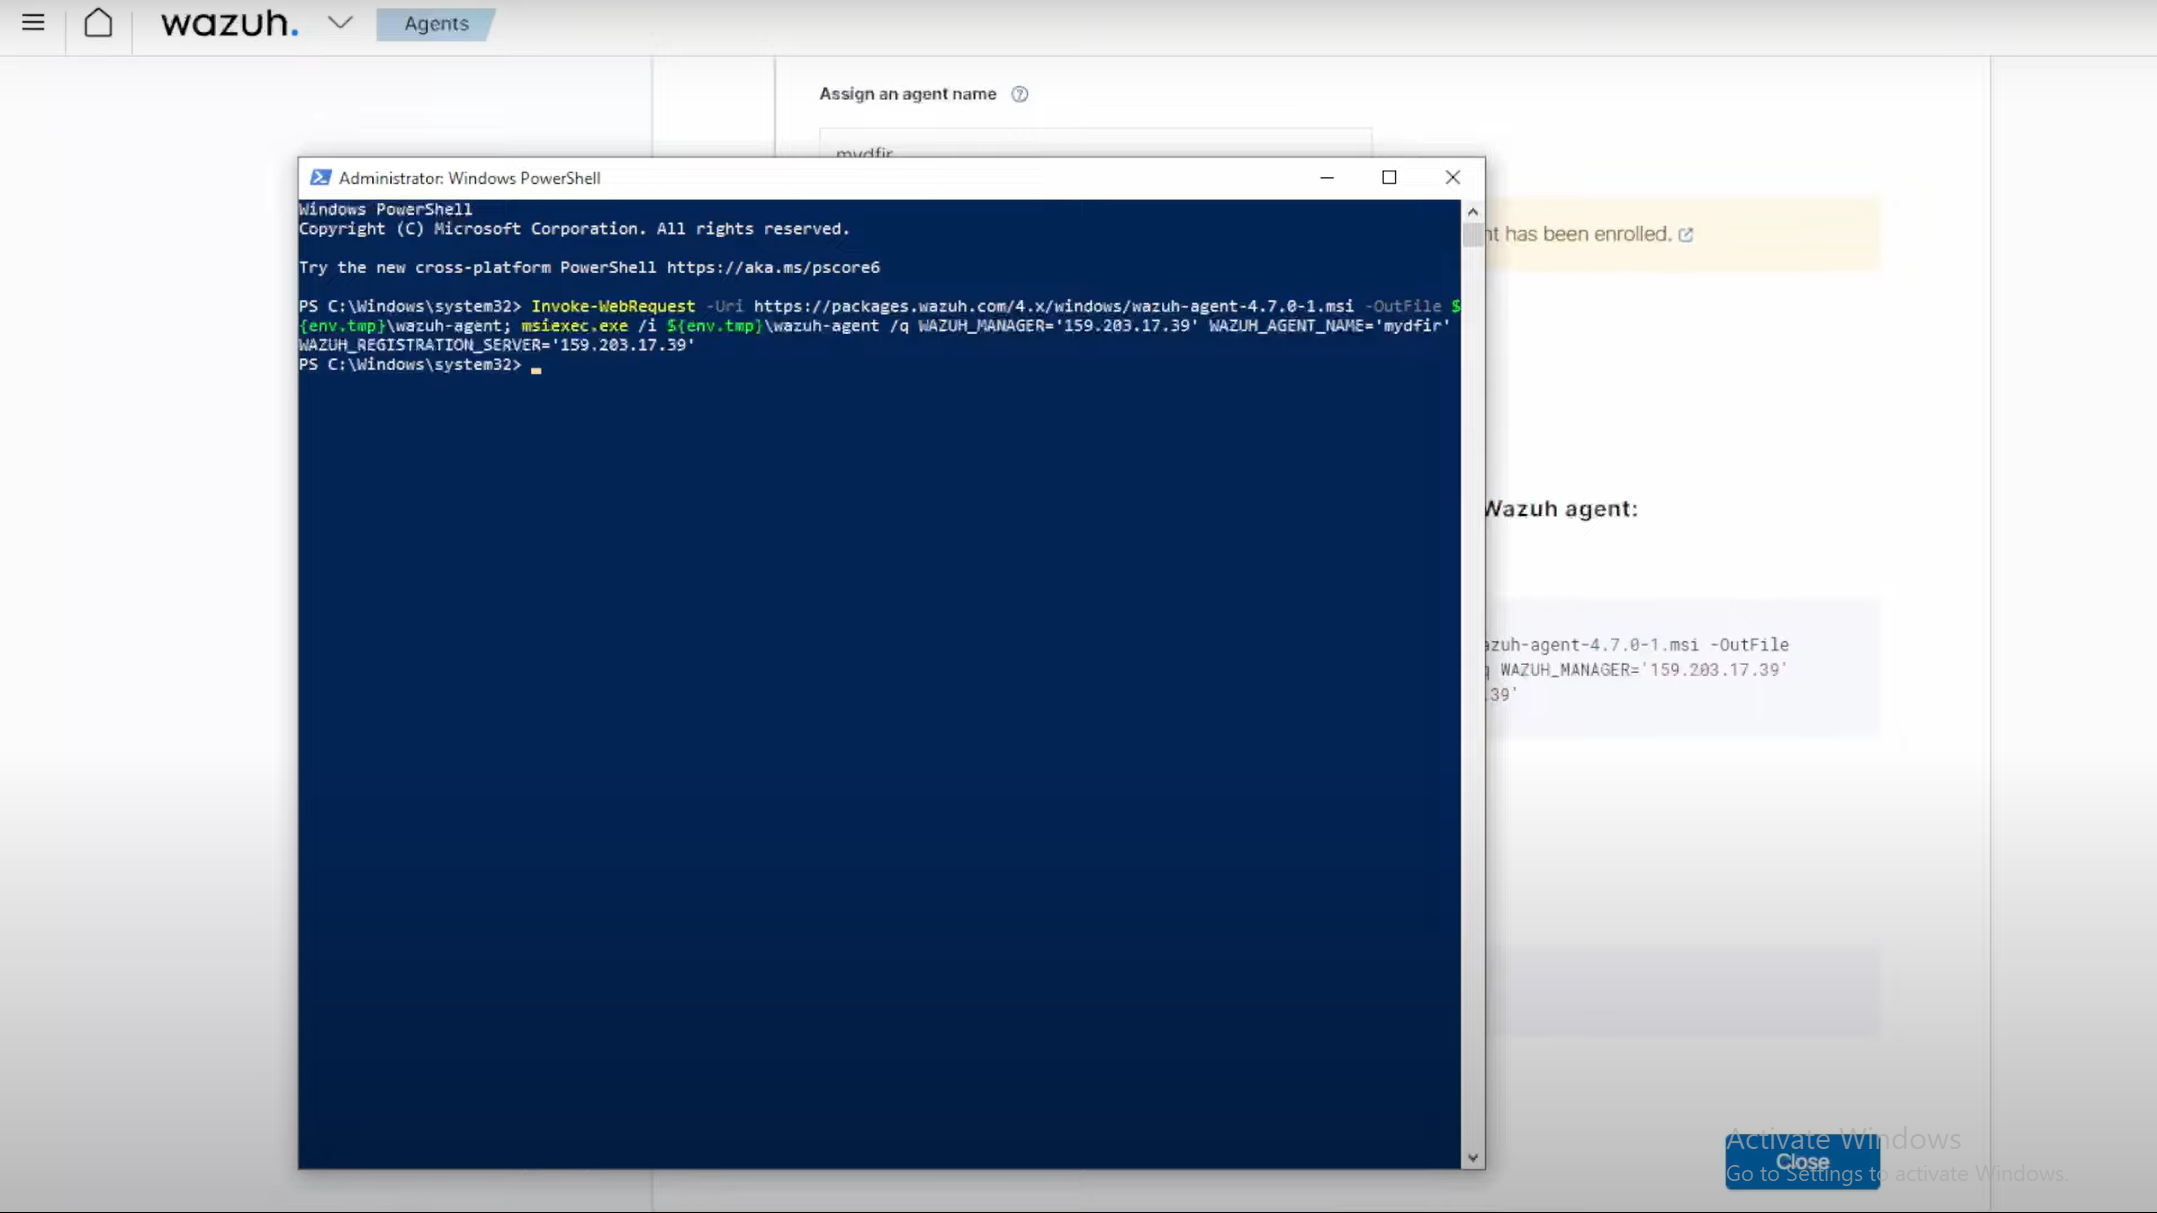 wazuh.
Agents
Assign an agent name
mydfir
Administrator: Windows PowerShell
Windows PowerShell
Copyright (C) Microsoft Corporation. All rights reserved.
Try the new cross-platform PowerShell https://aka.ms/pscore6
PS C:\Windows\system32> Invoke-WebRequest -Uri https://packages.wazuh.com/4.x/windows/wazuh-agent-4.7.0-1.msi -OutFile $
{env.tmp}\wazuh-agent; msiexec.exe /i ${env.tmp}\wazuh-agent /q WAZUH_MANAGER='159.203.17.39' WAZUH_AGENT_NAME='mydfir'
WAZUH_REGISTRATION_SERVER='159.203.17.39'
PS C:\Windows\system32>
nt has been enrolled.
Wazuh agent:
azuh-agent-4.7.0-1.msi -OutFile
q WAZUH_MANAGER='159.203.17.39'
.39'
Activate Windows
Close
Go to Settings to activate Windows.